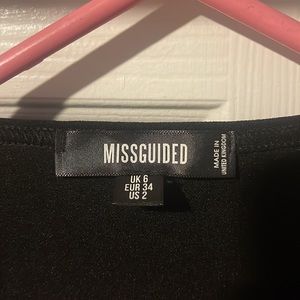 MISSGUIDED
MADE IN
UNITED KINGDOM
UK 6
EUR 34
US 2